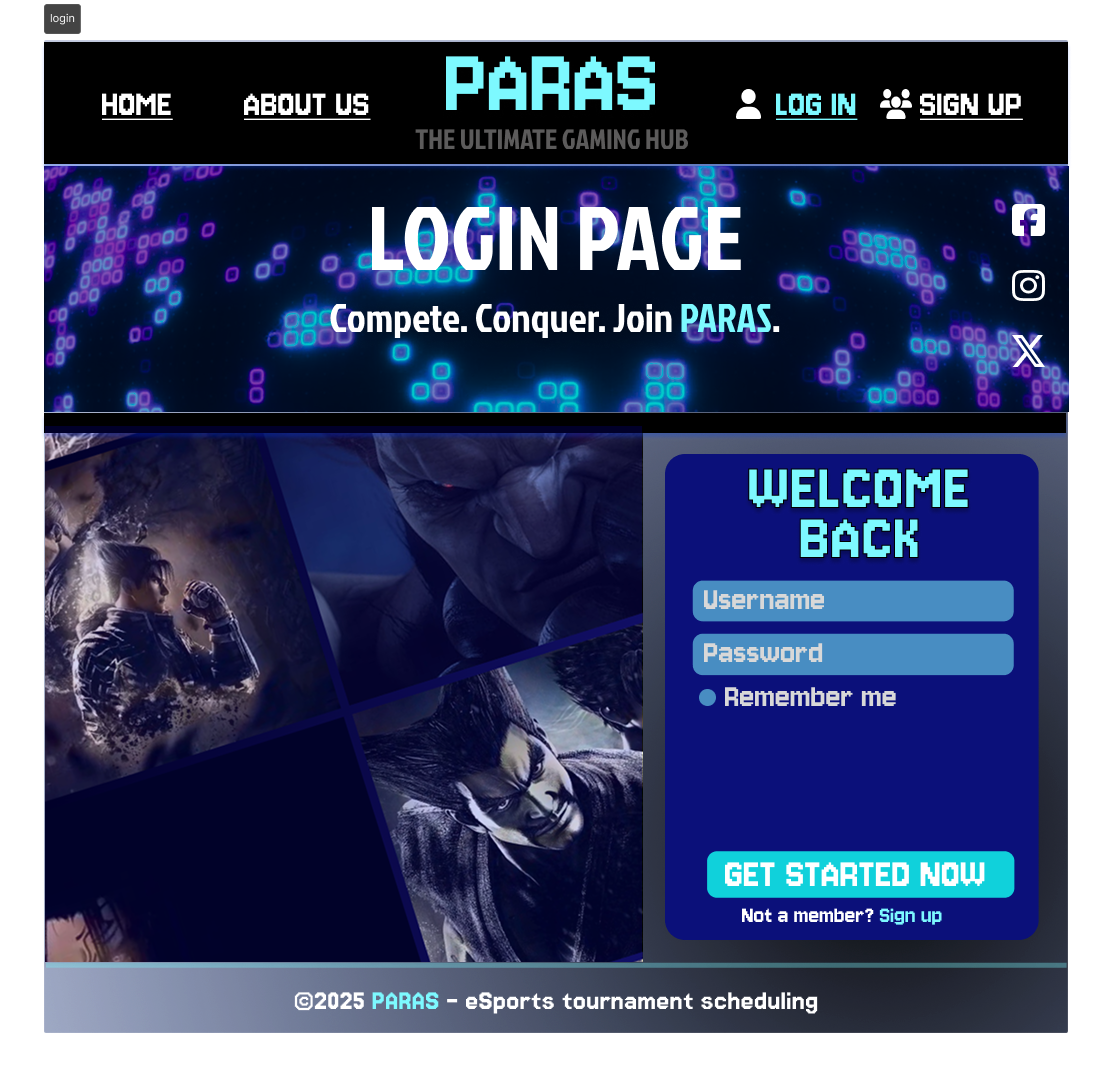 login
HOME
ABOUT US
PARAS
THE ULTIMATE GAMING HUB
LOG IN
SIGN UP
LOGIN PAGE
Compete. Conquer. Join PARAS.
WELCOME
BACK
Username
Password
Remember me
GET STARTED NOW
Not a member? Sign up
©2025 PARAS - eSports tournament scheduling